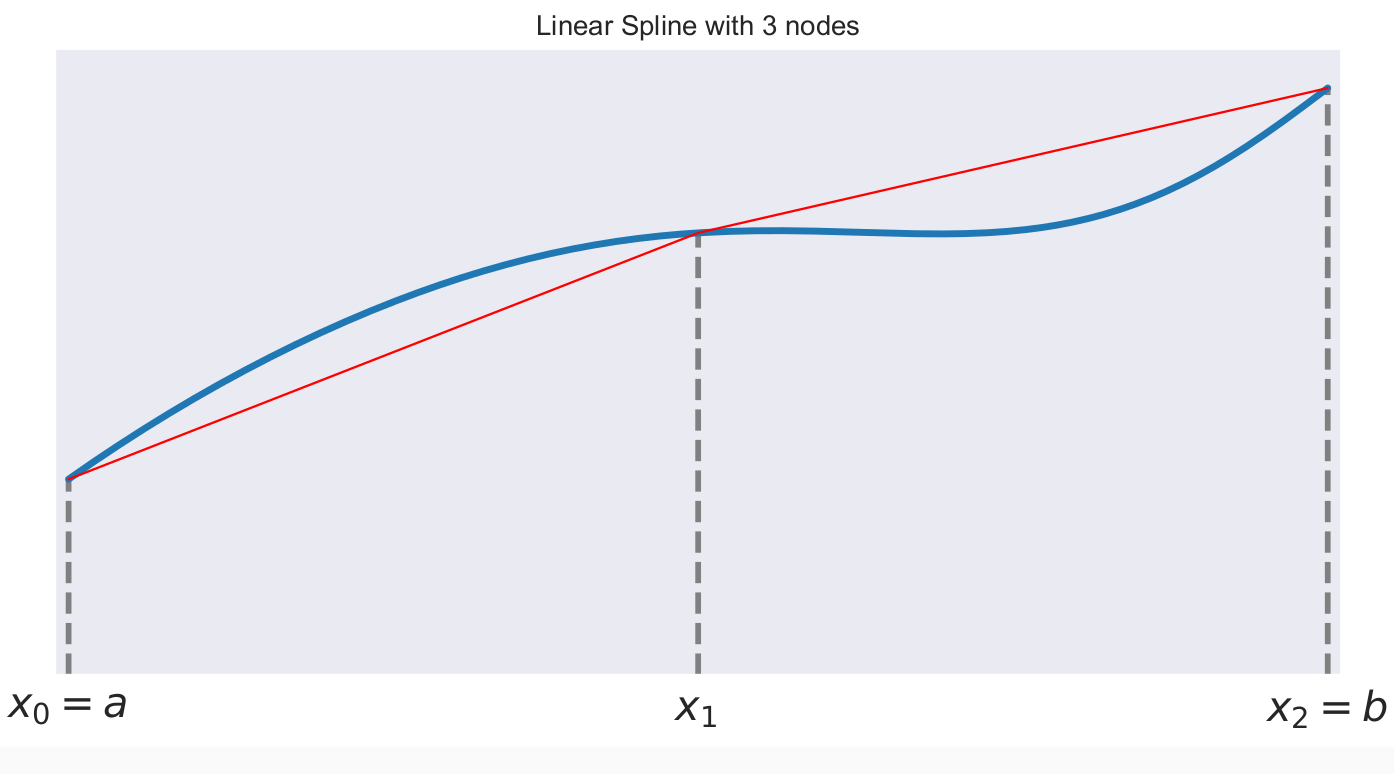 Linear Spline with 3 nodes
x₀ = a
x₁
x₂ = b